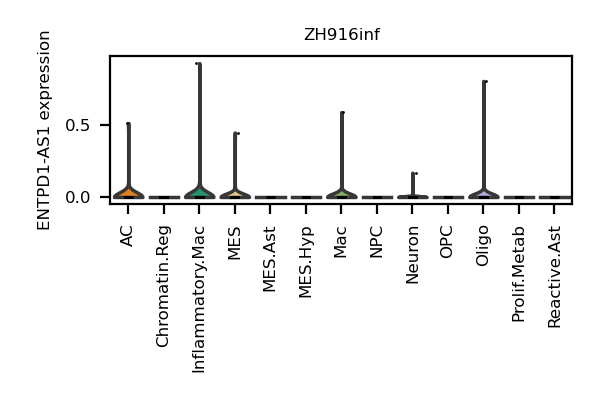 ZH916inf
ENTPD1-AS1 expression
0.5
0.0
AC
Chromatin.Reg
Inflammatory.Mac
MES
MES.Ast
MES.Hyp
Mac
NPC
Neuron
OPC
Oligo
Prolif.Metab
Reactive.Ast